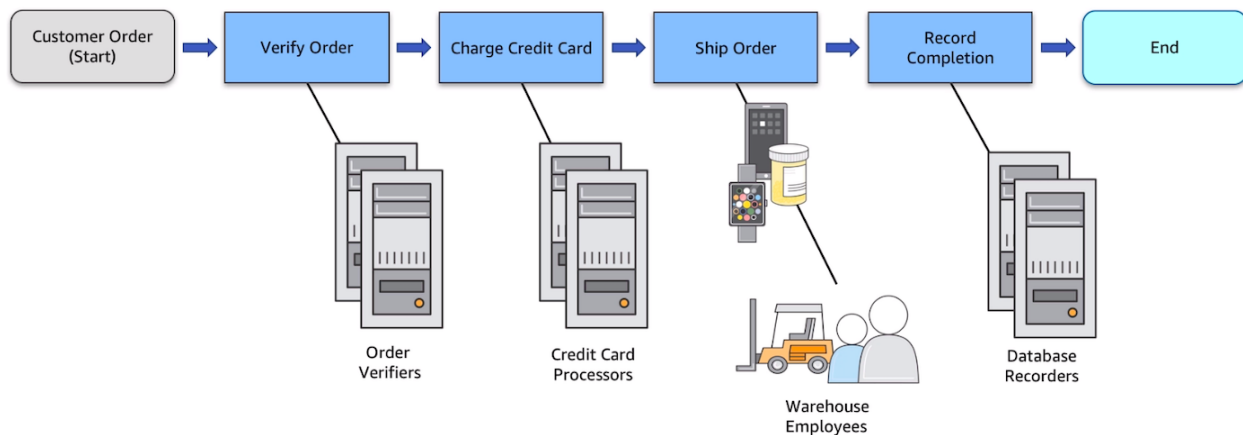 Customer Order
(Start)
Verify Order
Charge Credit Card
Ship Order
Record
Completion
End
Order
Verifiers
Credit Card
Processors
Warehouse
Employees
Database
Recorders